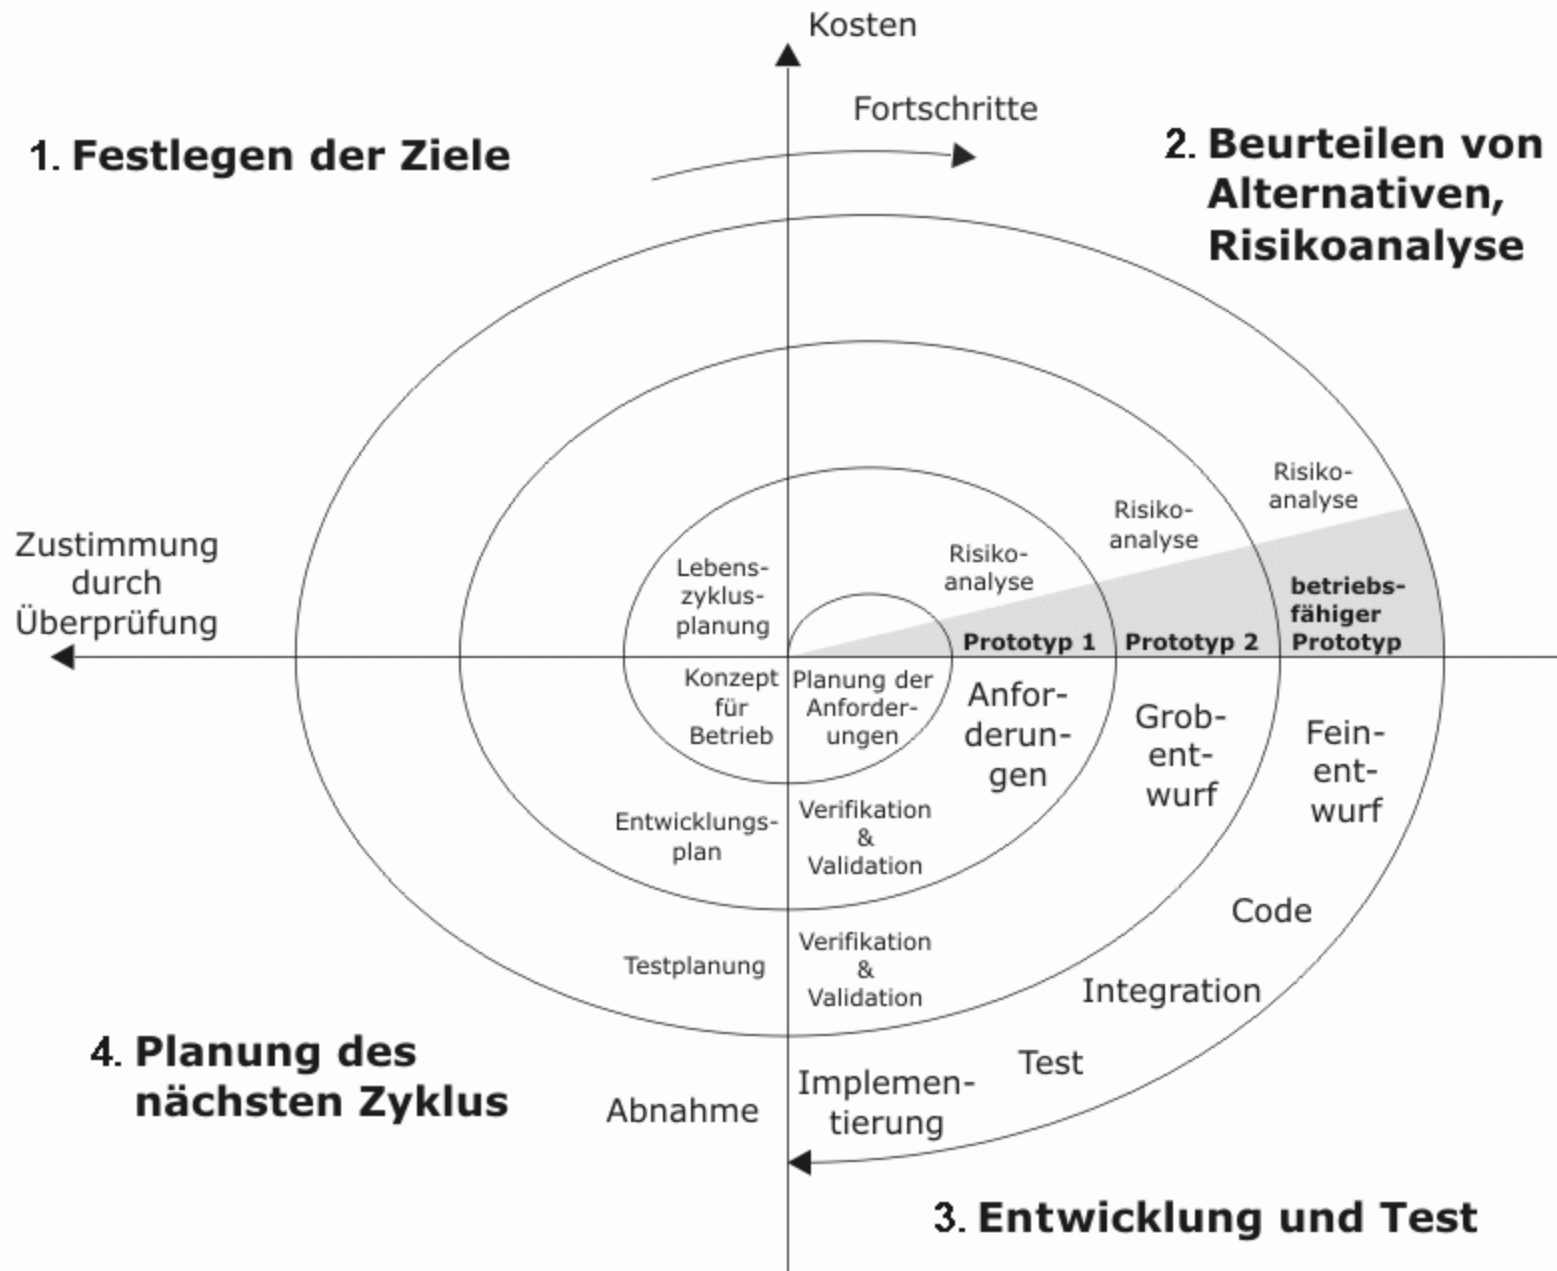 Kosten
Fortschritte
1. Festlegen der Ziele
2. Beurteilen von
Alternativen,
Risikoanalyse
Risiko-
analyse
Risiko-
analyse
Risiko-
analyse
Zustimmung
durch
Überprüfung
Lebens-
zyklus-
planung
betriebs-
fähiger
Prototyp
Prototyp 1
Prototyp 2
Konzept
für
Betrieb
Planung der
Anforder-
ungen
Anfor-
derun-
gen
Grob-
ent-
wurf
Fein-
ent-
wurf
Entwicklungs-
plan
Verifikation
&
Validation
Code
Testplanung
Verifikation
&
Validation
Integration
Test
4. Planung des
nächsten Zyklus
Abnahme
Implemen-
tierung
3. Entwicklung und Test